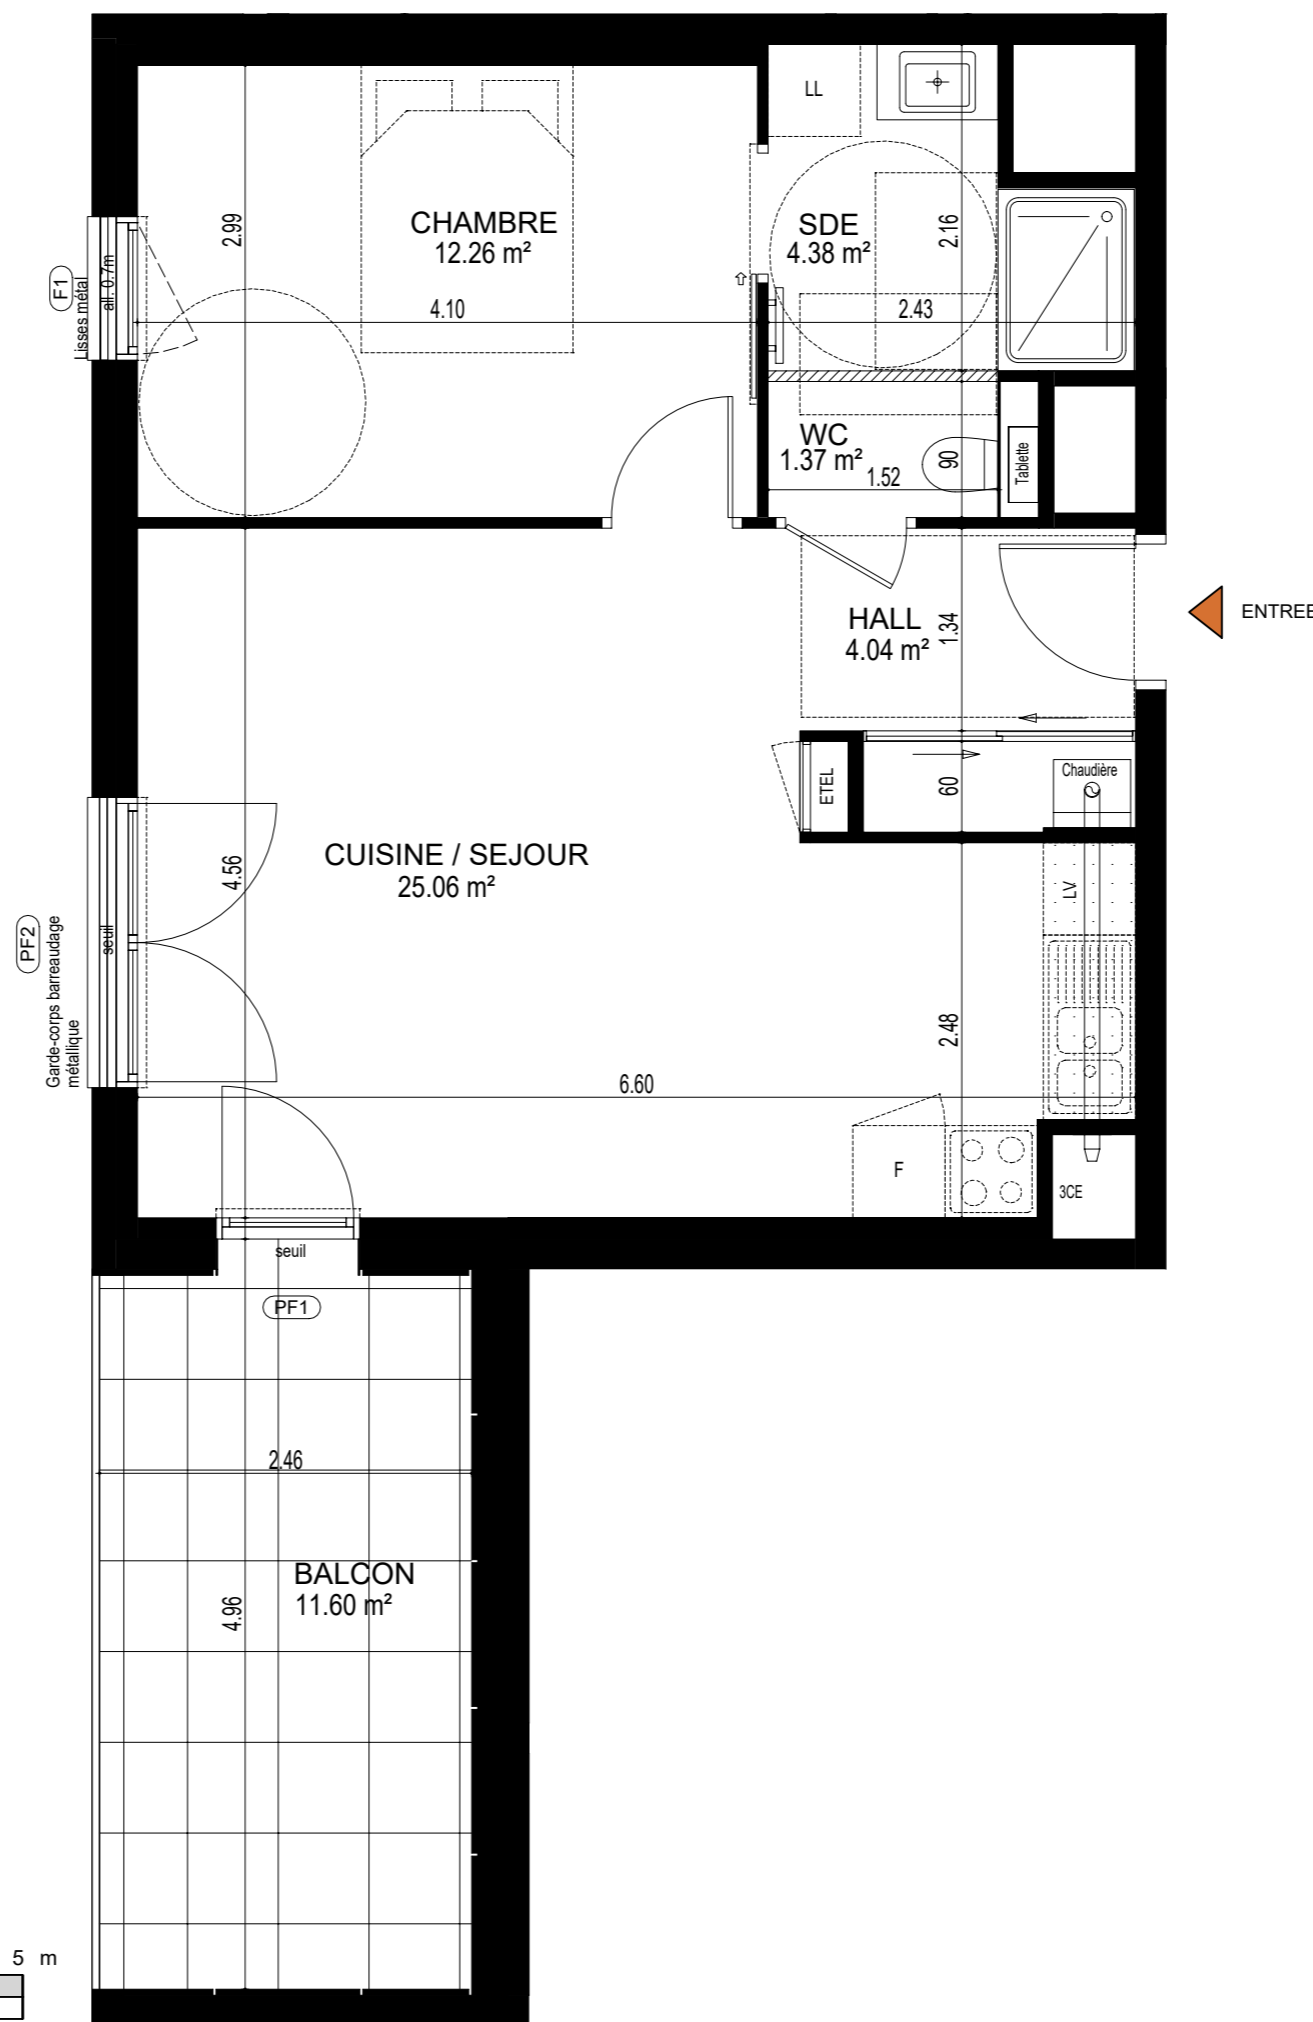 LL
CHAMBRE
12.26 m²
2.99
4.10
SDE
4.38 m²
2.16
2.43
F1
Lisses métal
all. 0.7m
WC
1.37 m²
1.52
90
Tablette
HALL
4.04 m²
1.34
ENTREE
ETEL
60
Chaudière
CUISINE / SEJOUR
25.06 m²
4.56
LV
PF2
Garde-corps barreaudage
métallique
seuil
2.48
6.60
F
3CE
seuil
PF1
2.46
BALCON
11.60 m²
4.96
5 m